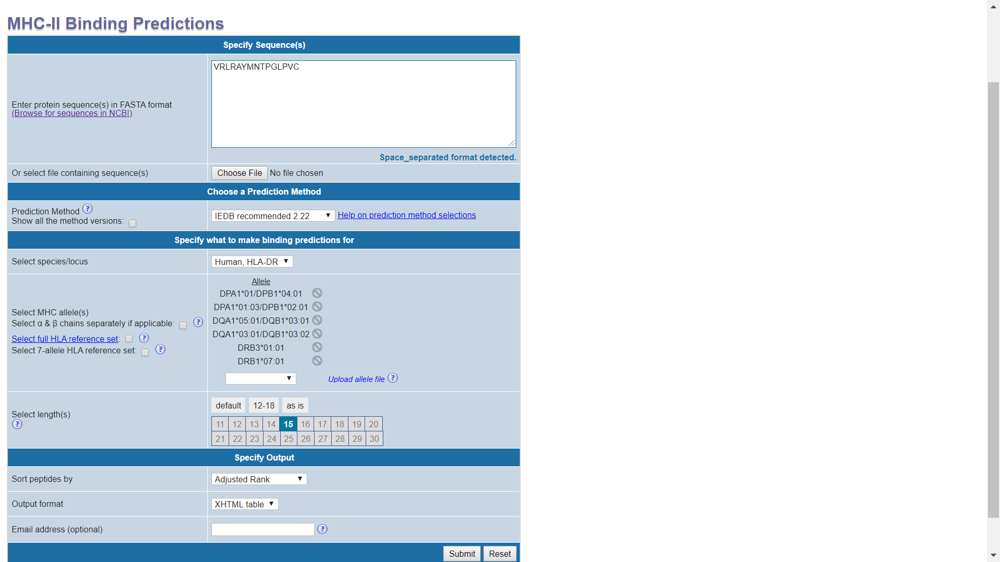 MHC-II Binding Predictions
Specify Sequence(s)
VRLRAYMNTPGLPVC
Enter protein sequence(s) in FASTA format
(Browse for sequences in NCBI)
Space_separated format detected.
Or select file containing sequence(s)
Choose File No file chosen
Choose a Prediction Method
Prediction Method ?
Show all the method versions:
IEDB recommended 2.22 Help on prediction method selections
Specify what to make binding predictions for
Select species/locus
Human, HLA-DR
Select MHC allele(s)
Select α & β chains separately if applicable: ?
Select full HLA reference set: ?
Select 7-allele HLA reference set: ?
Allele
DPA1*01/DPB1*04:01
DPA1*01:03/DPB1*02:01
DQA1*05:01/DQB1*03:01
DQA1*03:01/DQB1*03:02
DRB3*01:01
DRB1*07:01
Upload allele file ?
Select length(s)
?
default 12-18 as is
11 12 13 14 15 16 17 18 19 20
21 22 23 24 25 26 27 28 29 30
Specify Output
Sort peptides by
Adjusted Rank
Output format
XHTML table
Email address (optional)
?
Submit Reset